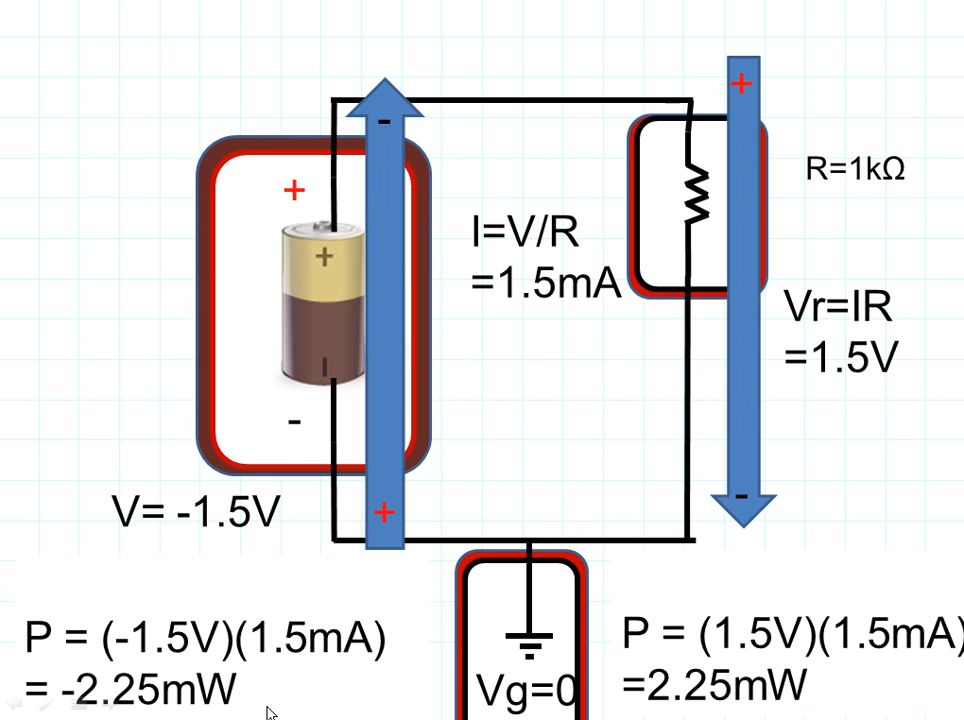 +
-
+
R=1kΩ
+
I=V/R
=1.5mA
Vr=IR
=1.5V
-
-
V= -1.5V
+
P = (-1.5V)(1.5mA)
= -2.25mW
Vg=0
P = (1.5V)(1.5mA)
=2.25mW